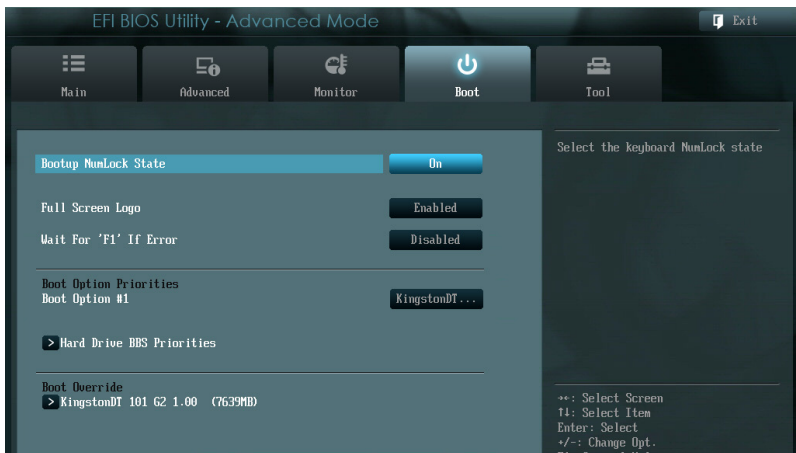 EFI BIOS Utility - Advanced Mode
Exit
Main
Advanced
Monitor
Boot
Tool
Bootup NumLock State
On
Select the keyboard NumLock state
Full Screen Logo
Enabled
Wait For 'F1' If Error
Disabled
Boot Option Priorities
Boot Option #1
KingstonDT...
> Hard Drive BBS Priorities
Boot Override
> KingstonDT 101 G2 1.00 (7639MB)
→←: Select Screen
↑↓: Select Item
Enter: Select
+/-: Change Opt.